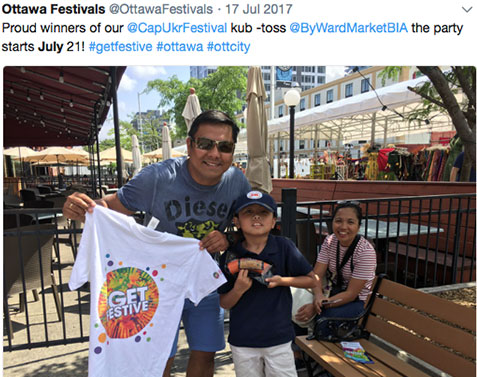 Ottawa Festivals @OttawaFestivals · 17 Jul 2017
Proud winners of our @CapUkrFestival kub -toss @ByWardMarketBIA the party
starts July 21! #getfestive #ottawa #ottcity
Diesel
GET
FESTIVE